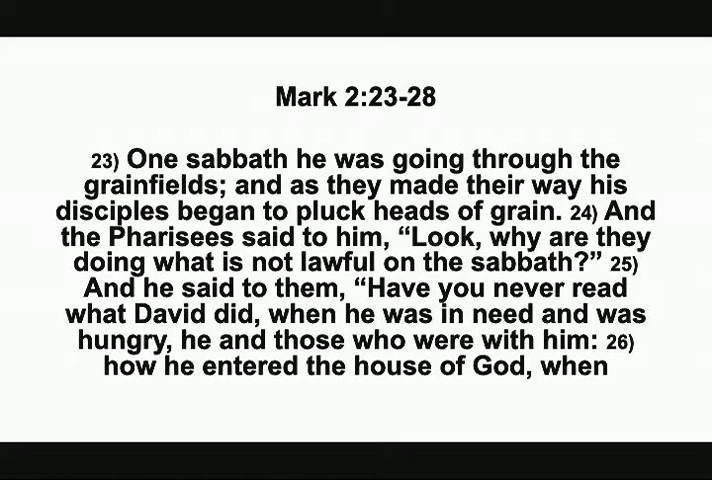 Mark 2:23-28
23) One sabbath he was going through the
grainfields; and as they made their way his
disciples began to pluck heads of grain. 24) And
the Pharisees said to him, “Look, why are they
doing what is not lawful on the sabbath?” 25)
And he said to them, “Have you never read
what David did, when he was in need and was
hungry, he and those who were with him: 26)
how he entered the house of God, when